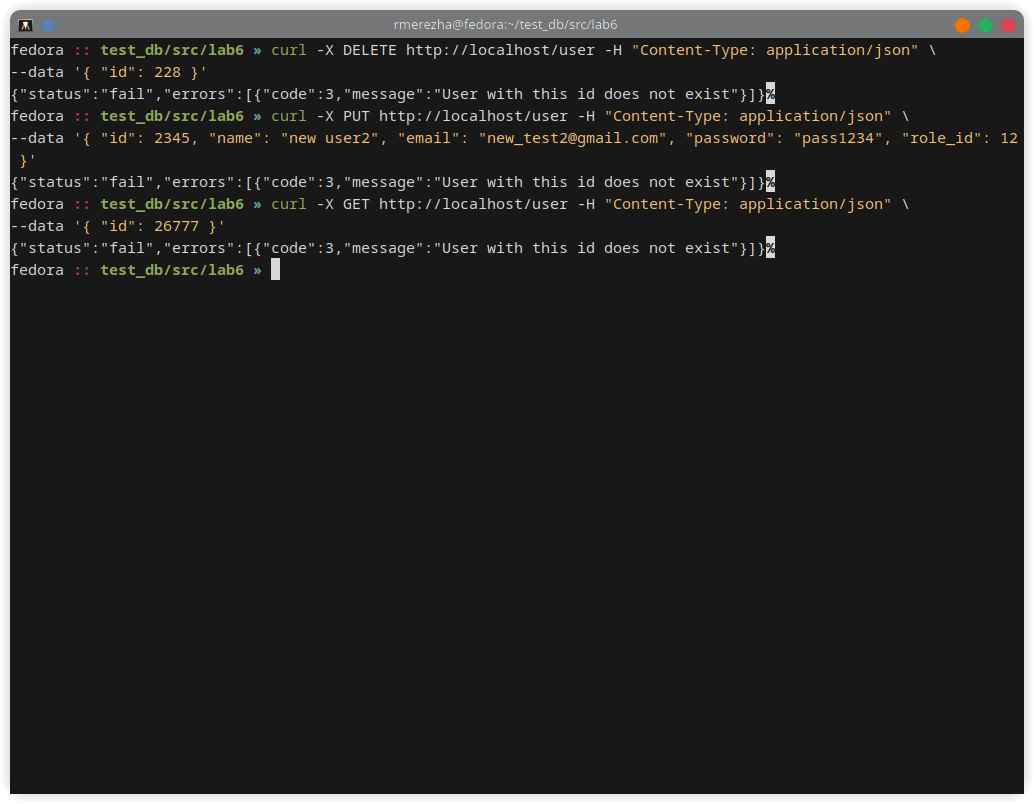 rmerezha@fedora:~/test_db/src/lab6
fedora :: test_db/src/lab6 » curl -X DELETE http://localhost/user -H "Content-Type: application/json" \
--data '{ "id": 228 }'
{"status":"fail","errors":[{"code":3,"message":"User with this id does not exist"}]}%
fedora :: test_db/src/lab6 » curl -X PUT http://localhost/user -H "Content-Type: application/json" \
--data '{ "id": 2345, "name": "new user2", "email": "new_test2@gmail.com", "password": "pass1234", "role_id": 12
 }'
{"status":"fail","errors":[{"code":3,"message":"User with this id does not exist"}]}%
fedora :: test_db/src/lab6 » curl -X GET http://localhost/user -H "Content-Type: application/json" \
--data '{ "id": 26777 }'
{"status":"fail","errors":[{"code":3,"message":"User with this id does not exist"}]}%
fedora :: test_db/src/lab6 »